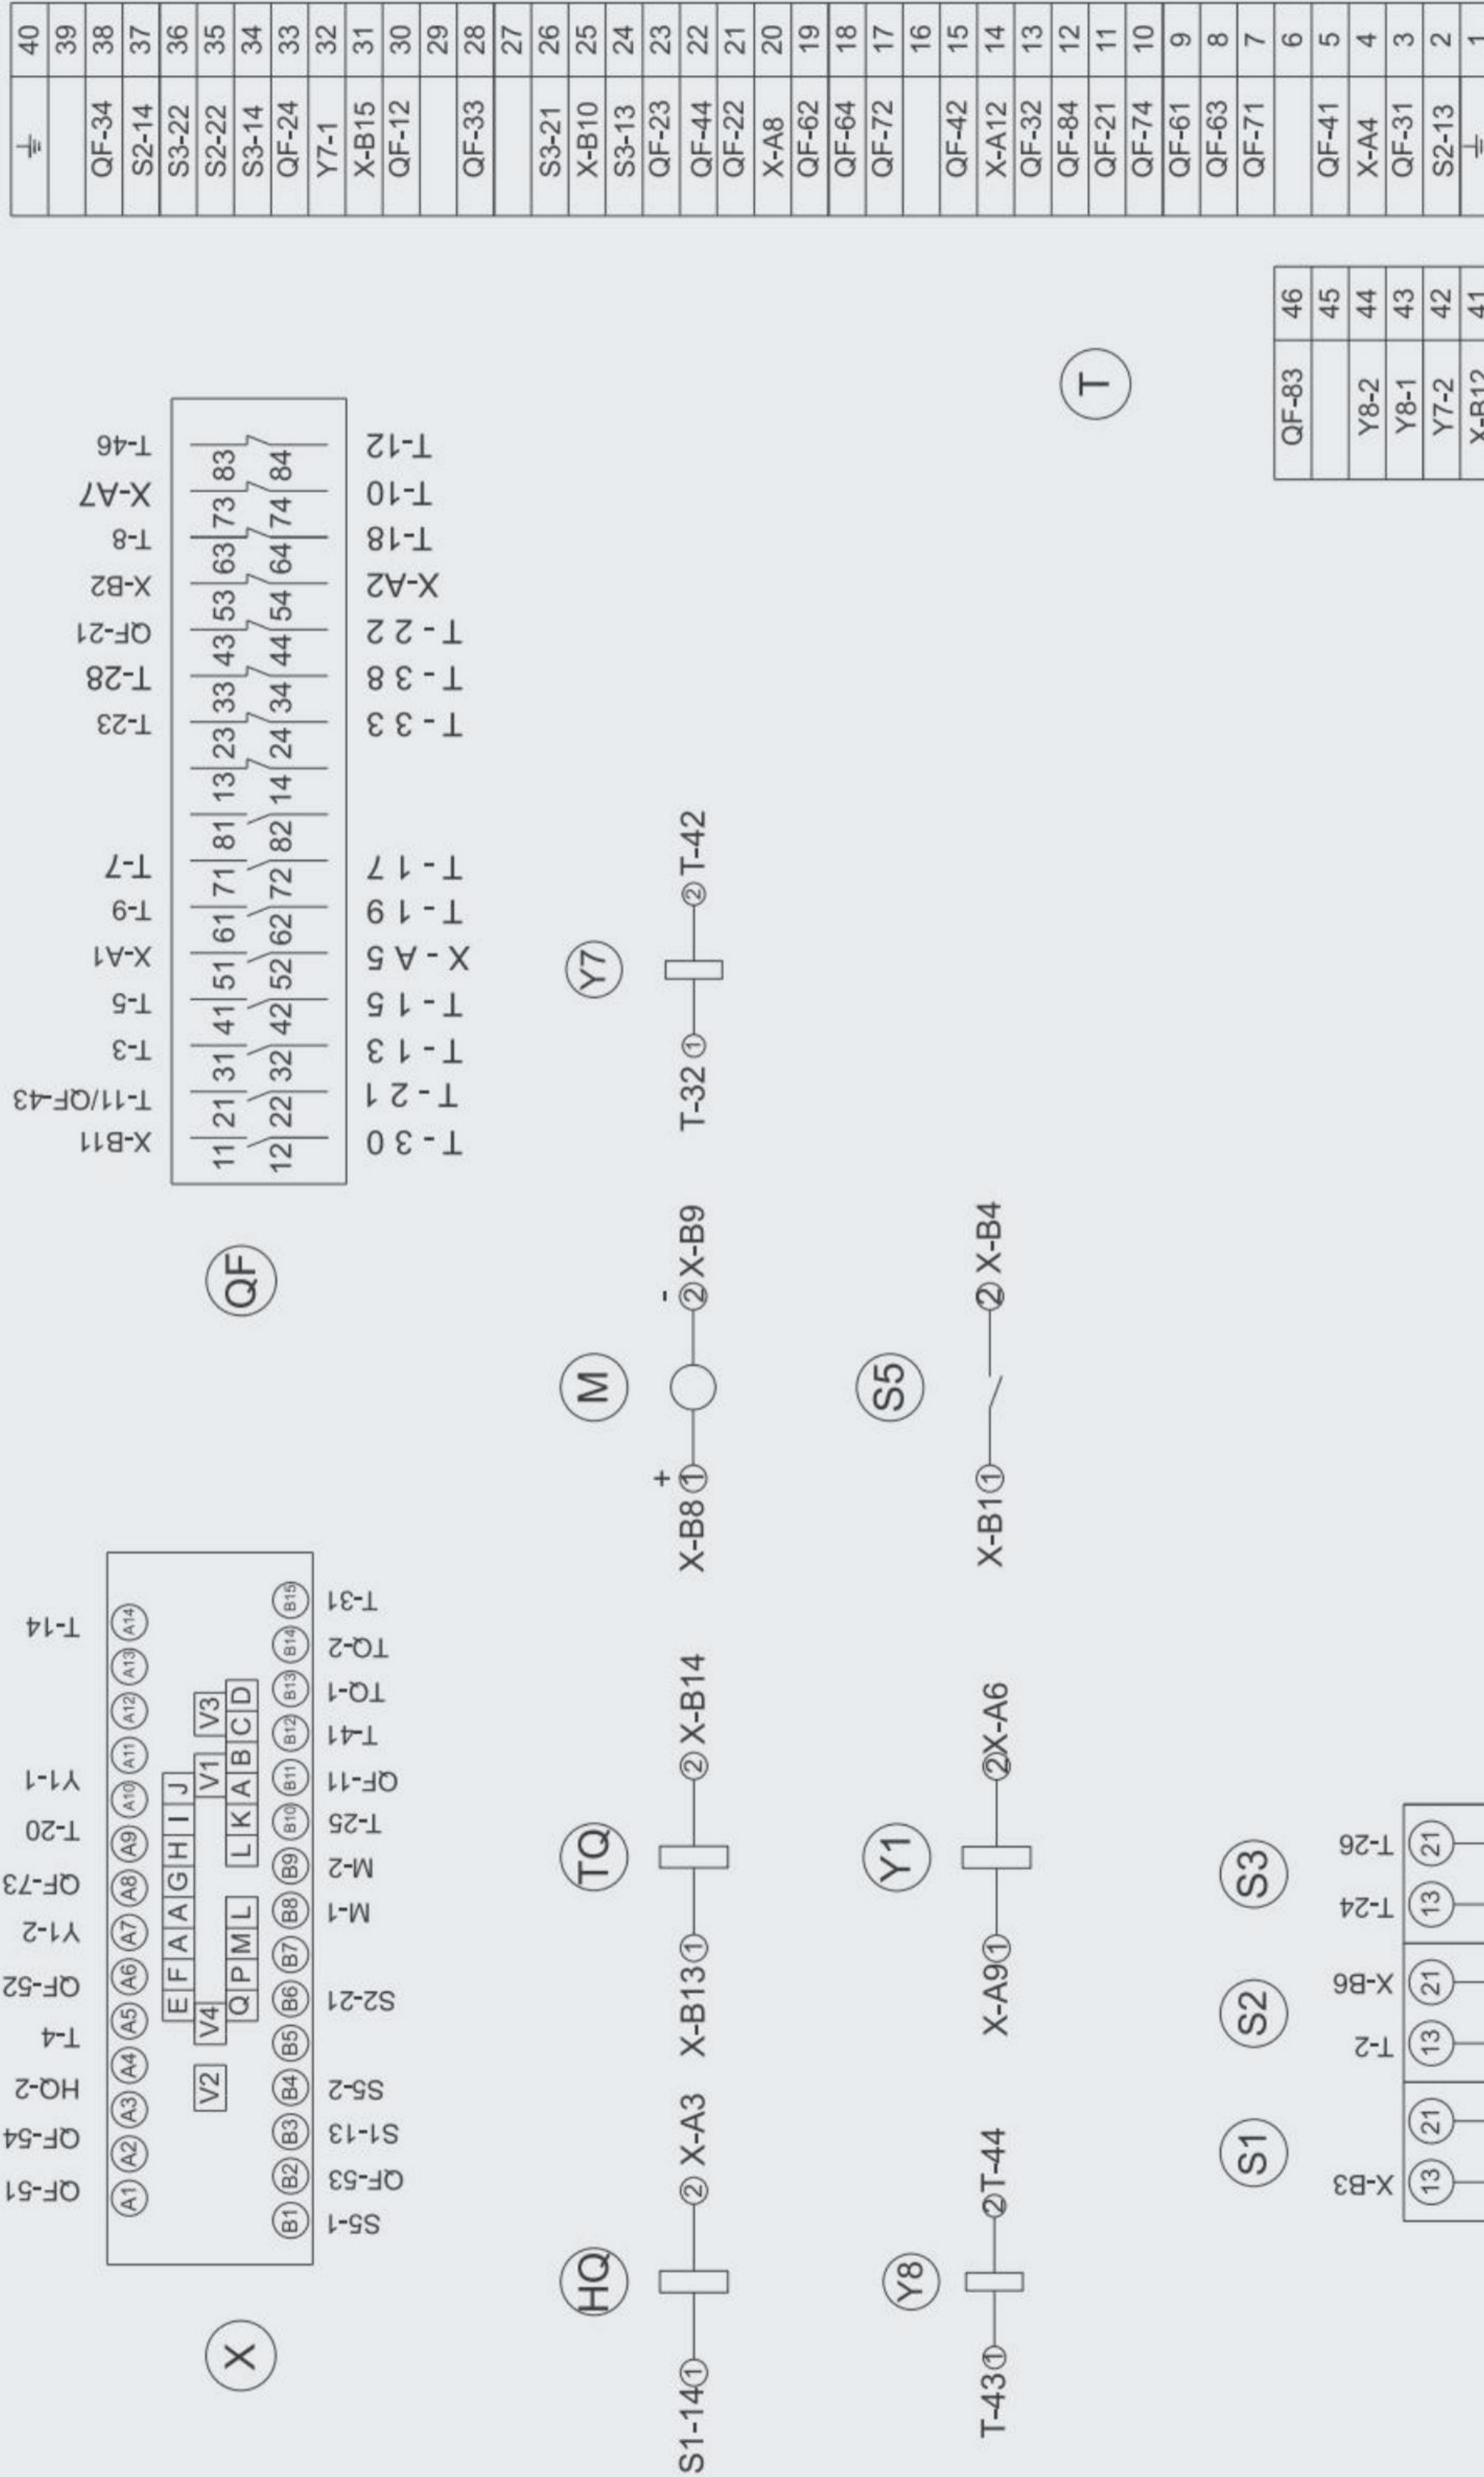 X
QF-51 QF-54 HQ-2 T-4 QF-52 Y1-2 QF-73 T-20 Y1-1 T-14
A1 A2 A3 A4 A5 A6 A7 A8 A9 A10 A11 A12 A13 A14
E F A A G H I J
V2 V4 V1 V3
Q P M L L K A B C D
B1 B2 B3 B4 B5 B6 B7 B8 B9 B10 B11 B12 B13 B14 B15
S5-1 QF-53 S1-13 S5-2 S2-21 M-1 M-2 T-25 QF-11 T-41 TQ-1 TQ-2 T-31
QF
X-B11 T-11/QF-43 T-3 T-5 X-A1 T-9 T-7 T-23 T-28 QF-21 X-B2 T-8 X-A7 T-46
11 21 31 41 51 61 71 81 13 23 33 43 53 63 73 83
12 22 32 42 52 62 72 82 14 24 34 44 54 64 74 84
T-30 T-21 T-13 T-15 X-A5 T-19 T-17 T-33 T-38 T-22 X-A2 T-18 T-10 T-12
HQ
S1-14 1 2 X-A3
TQ
X-B13 1 2 X-B14
M
+ -
X-B8 1 2 X-B9
Y7
T-32 1 2 T-42
Y8
T-43 1 2 T-44
Y1
X-A9 1 2 X-A6
S5
X-B1 1 2 X-B4
S1 S2 S3
X-B3 T-2 X-B6 T-24 T-26
13 21 13 21 13 21
T
QF-83 46
45
Y8-2 44
Y8-1 43
Y7-2 42
X-B12 41
40
39
QF-34 38
S2-14 37
S3-22 36
S2-22 35
S3-14 34
QF-24 33
Y7-1 32
X-B15 31
QF-12 30
29
QF-33 28
27
S3-21 26
X-B10 25
S3-13 24
QF-23 23
QF-44 22
QF-22 21
X-A8 20
QF-62 19
QF-64 18
QF-72 17
16
QF-42 15
X-A12 14
QF-32 13
QF-84 12
QF-21 11
QF-74 10
QF-61 9
QF-63 8
QF-71 7
6
QF-41 5
X-A4 4
QF-31 3
S2-13 2
1